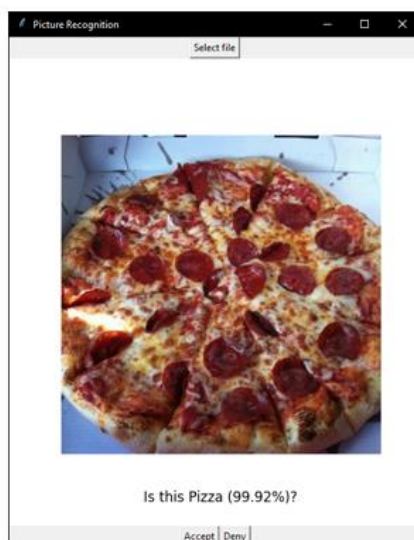 Picture Recognition
Select file
Is this Pizza (99.92%)?
Accept Deny